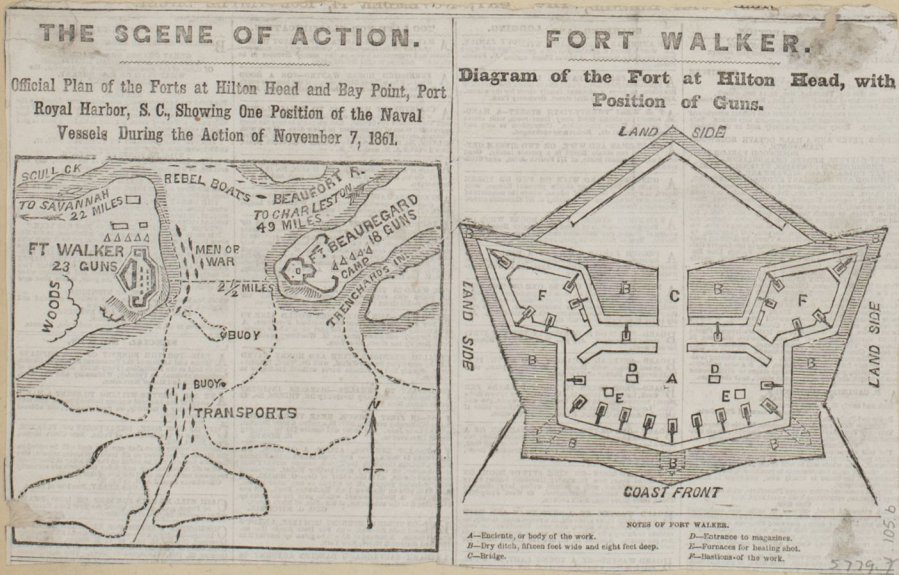 THE SCENE OF ACTION.
Official Plan of the Forts at Hilton Head and Bay Point, Port
Royal Harbor, S. C., Showing One Position of the Naval
Vessels During the Action of November 7, 1861.
SCULL CK
REBEL BOATS
BEAUFORT R.
TO SAVANNAH
22 MILES
TO CHARLESTON
49 MILES
FT WALKER
23 GUNS
MEN OF
WAR
FT BEAUREGARD
18 GUNS
CAMP
2 1/2 MILES
TRENCHARDS INL
WOODS
BUOY
BUOY
TRANSPORTS
FORT WALKER.
Diagram of the Fort at Hilton Head, with
Position of Guns.
LAND SIDE
LAND SIDE
LAND SIDE
B C B
F F
B B
D D
A
E E
B B
B
COAST FRONT
NOTES OF FORT WALKER.
A—Enciente, or body of the work.
B—Dry ditch, fifteen feet wide and eight feet deep.
C—Bridge.
D—Entrance to magazines.
E—Furnaces for heating shot.
F—Bastions of the work.